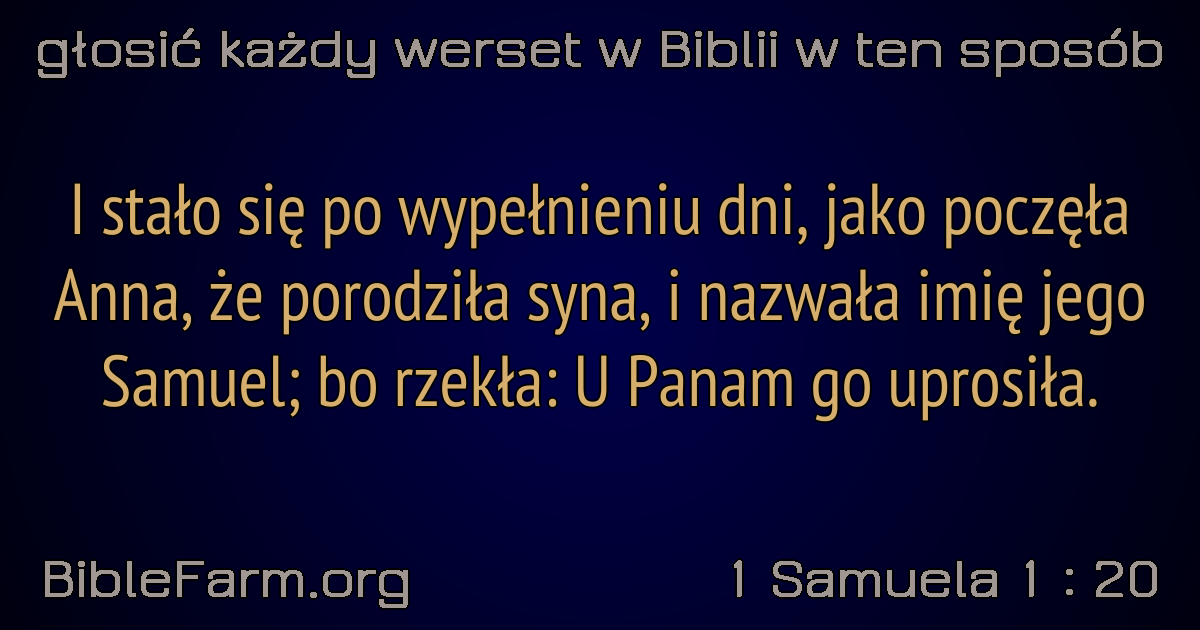 głosić każdy werset w Biblii w ten sposób
I stało się po wypełnieniu dni, jako poczęła
Anna, że porodziła syna, i nazwała imię jego
Samuel; bo rzekła: U Panam go uprosiła.
BibleFarm.org
1 Samuela 1 : 20